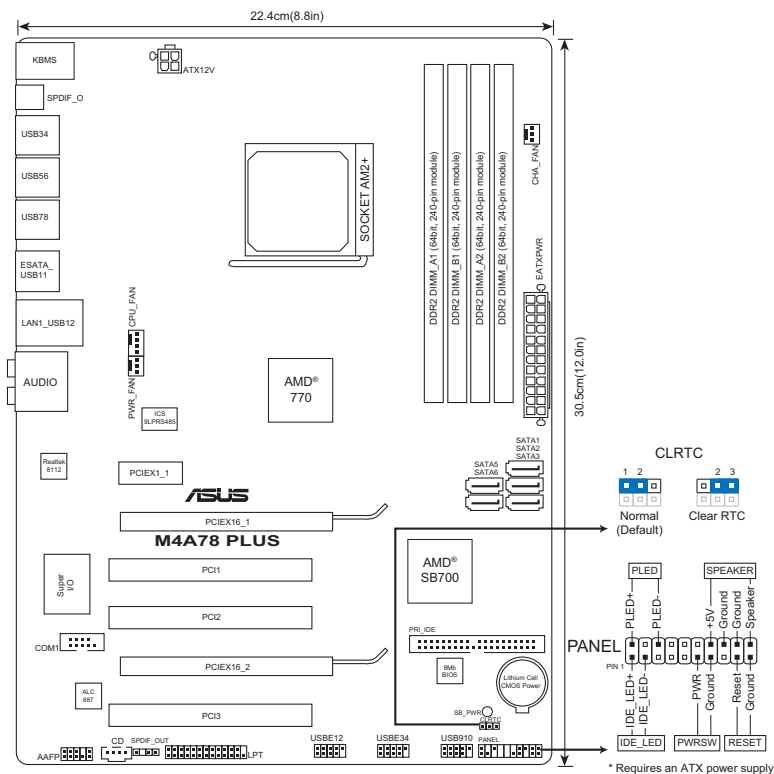 22.4cm(8.8in)
KBMS
ATX12V
SPDIF_O
USB34
USB56
USB78
ESATA_
USB11
LAN1_USB12
AUDIO
CPU_FAN
PWR_FAN
SOCKET AM2+
DDR2 DIMM_A1 (64bit, 240-pin module)
DDR2 DIMM_B1 (64bit, 240-pin module)
DDR2 DIMM_A2 (64bit, 240-pin module)
DDR2 DIMM_B2 (64bit, 240-pin module)
CHA_FAN
EATXPWR
30.5cm(12.0in)
AMD®
770
ICS
9LPRS485
Realtek
8112
PCIEX1_1
SATA1
SATA2
SATA3
SATA5
SATA6
/SUS
PCIEX16_1
M4A78 PLUS
PCI1
Super
I/O
PCI2
COM1
PCIEX16_2
ALC
887
PCI3
AMD®
SB700
PRI_IDE
8Mb
BIOS
Lithium Cell
CMOS Power
SB_PWR
CLRTC
AAFP
CD
SPDIF_OUT
LPT
USBE12
USBE34
USB910
PANEL
CLRTC
1 2
2 3
Normal
(Default)
Clear RTC
PLED
SPEAKER
PLED+
PLED-
+5V
Ground
Ground
Speaker
PANEL
PIN 1
IDE_LED+
IDE_LED-
PWR
Ground
Reset
Ground
IDE_LED
PWRSW
RESET
* Requires an ATX power supply